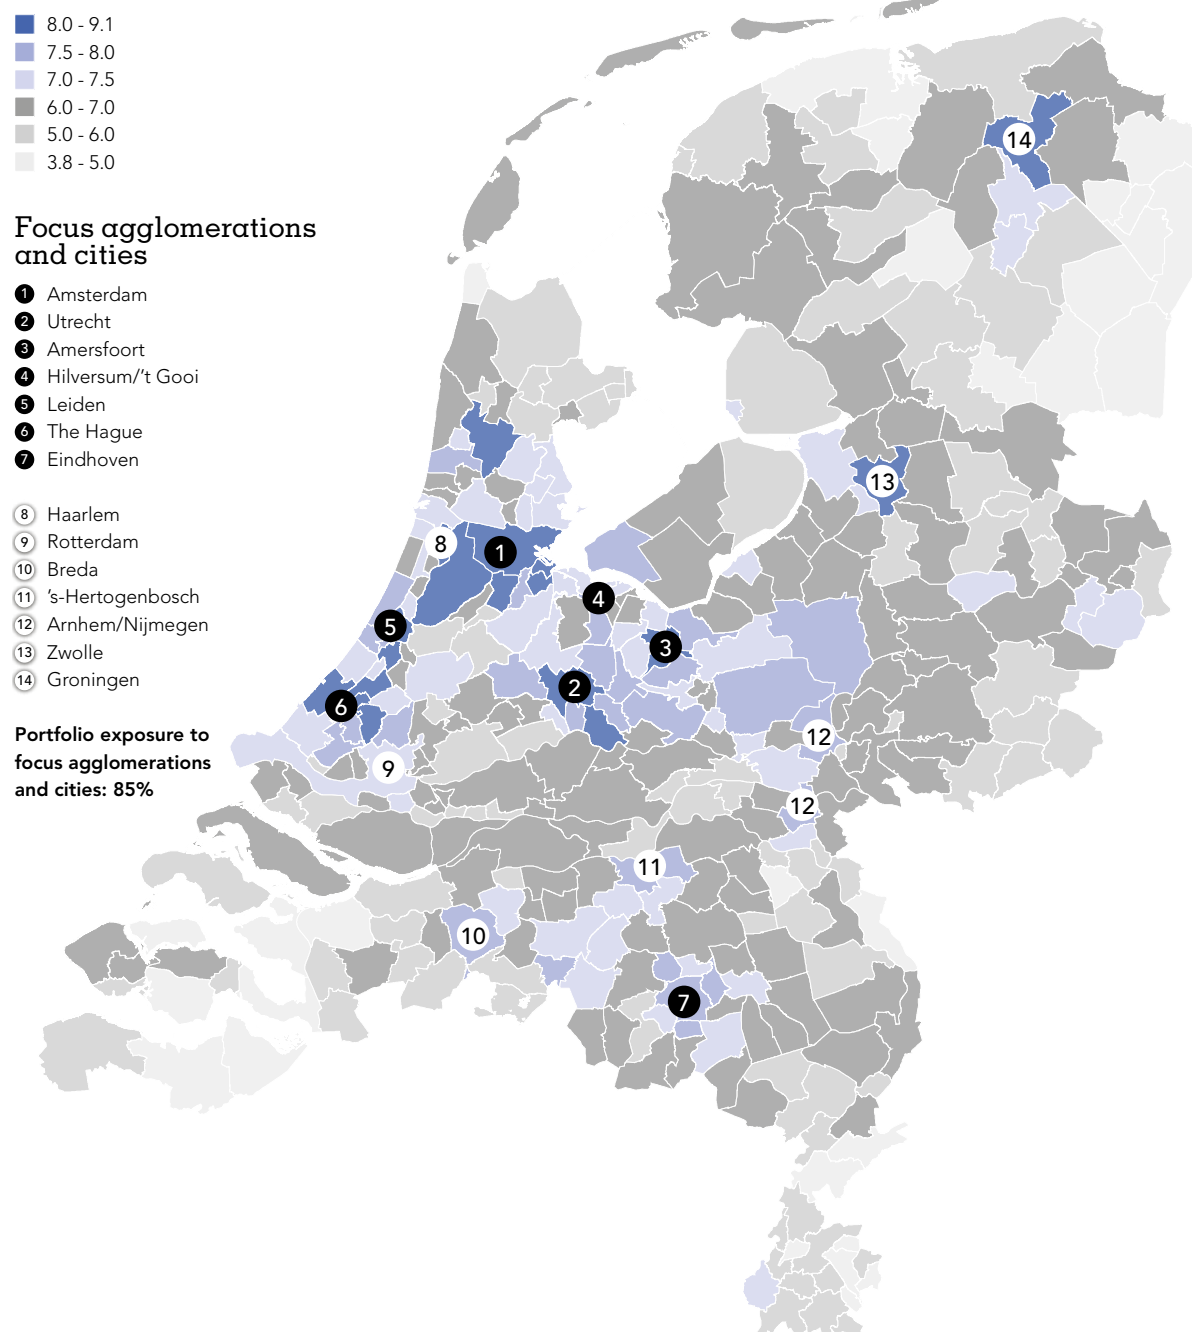 8.0 - 9.1
7.5 - 8.0
7.0 - 7.5
6.0 - 7.0
5.0 - 6.0
3.8 - 5.0
Focus agglomerations
and cities
1 Amsterdam
2 Utrecht
3 Amersfoort
4 Hilversum/’t Gooi
5 Leiden
6 The Hague
7 Eindhoven
8 Haarlem
9 Rotterdam
10 Breda
11 ’s-Hertogenbosch
12 Arnhem/Nijmegen
13 Zwolle
14 Groningen
Portfolio exposure to
focus agglomerations
and cities: 85%
14
13
8
1
4
5
3
2
6
12
9
12
11
10
7